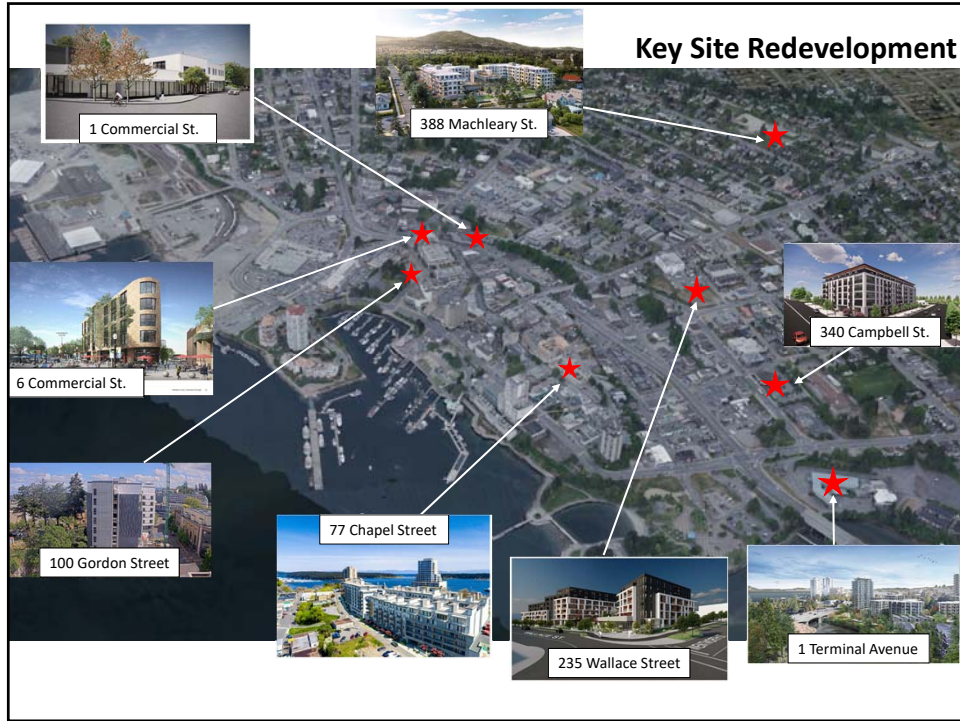 Key Site Redevelopment
1 Commercial St.
388 Machleary St.
340 Campbell St.
6 Commercial St.
100 Gordon Street
77 Chapel Street
235 Wallace Street
1 Terminal Avenue